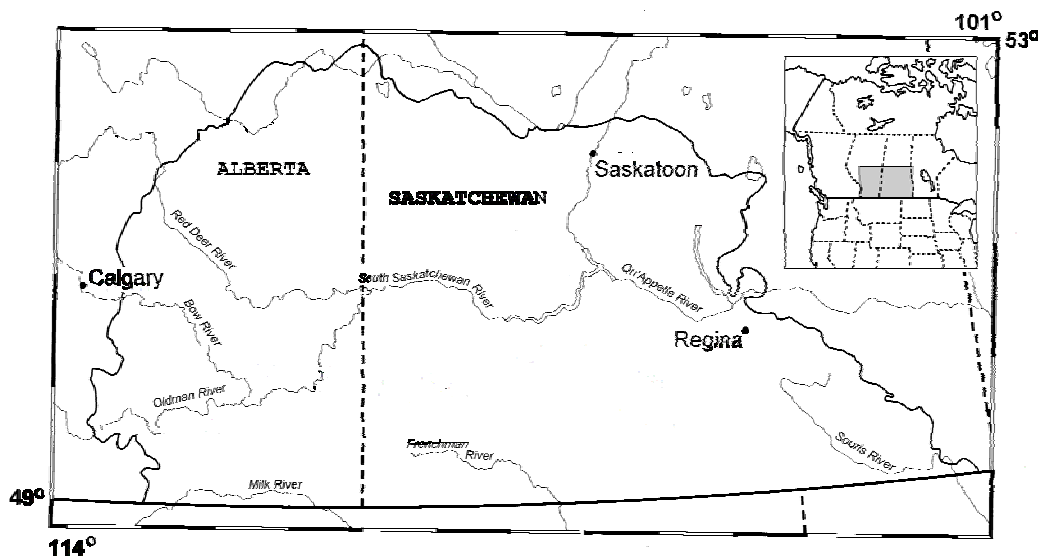 101°
53°
ALBERTA
SASKATCHEWAN
Saskatoon
Red Deer River
Calgary
South Saskatchewan River
Qu'Appelle River
Bow River
Regina
Oldman River
Frenchman River
Souris River
Milk River
49°
114°